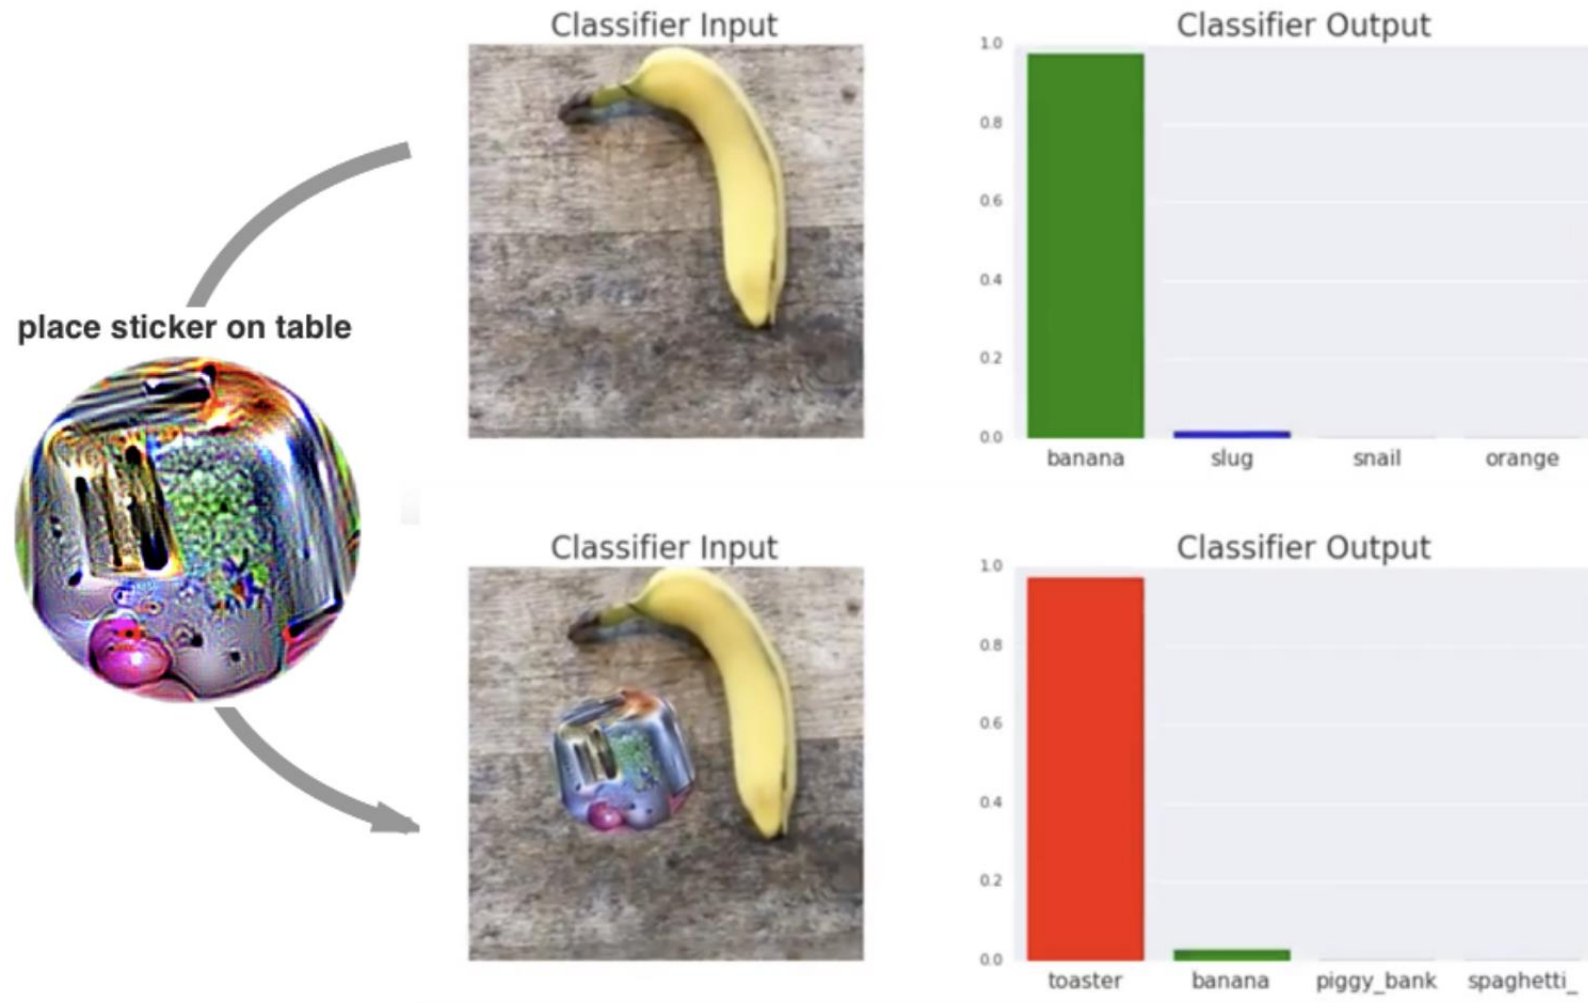 Classifier Input
Classifier Output
1.0
0.8
0.6
0.4
0.2
0.0
banana slug snail orange
place sticker on table
Classifier Input
Classifier Output
1.0
0.8
0.6
0.4
0.2
0.0
toaster banana piggy_bank spaghetti_